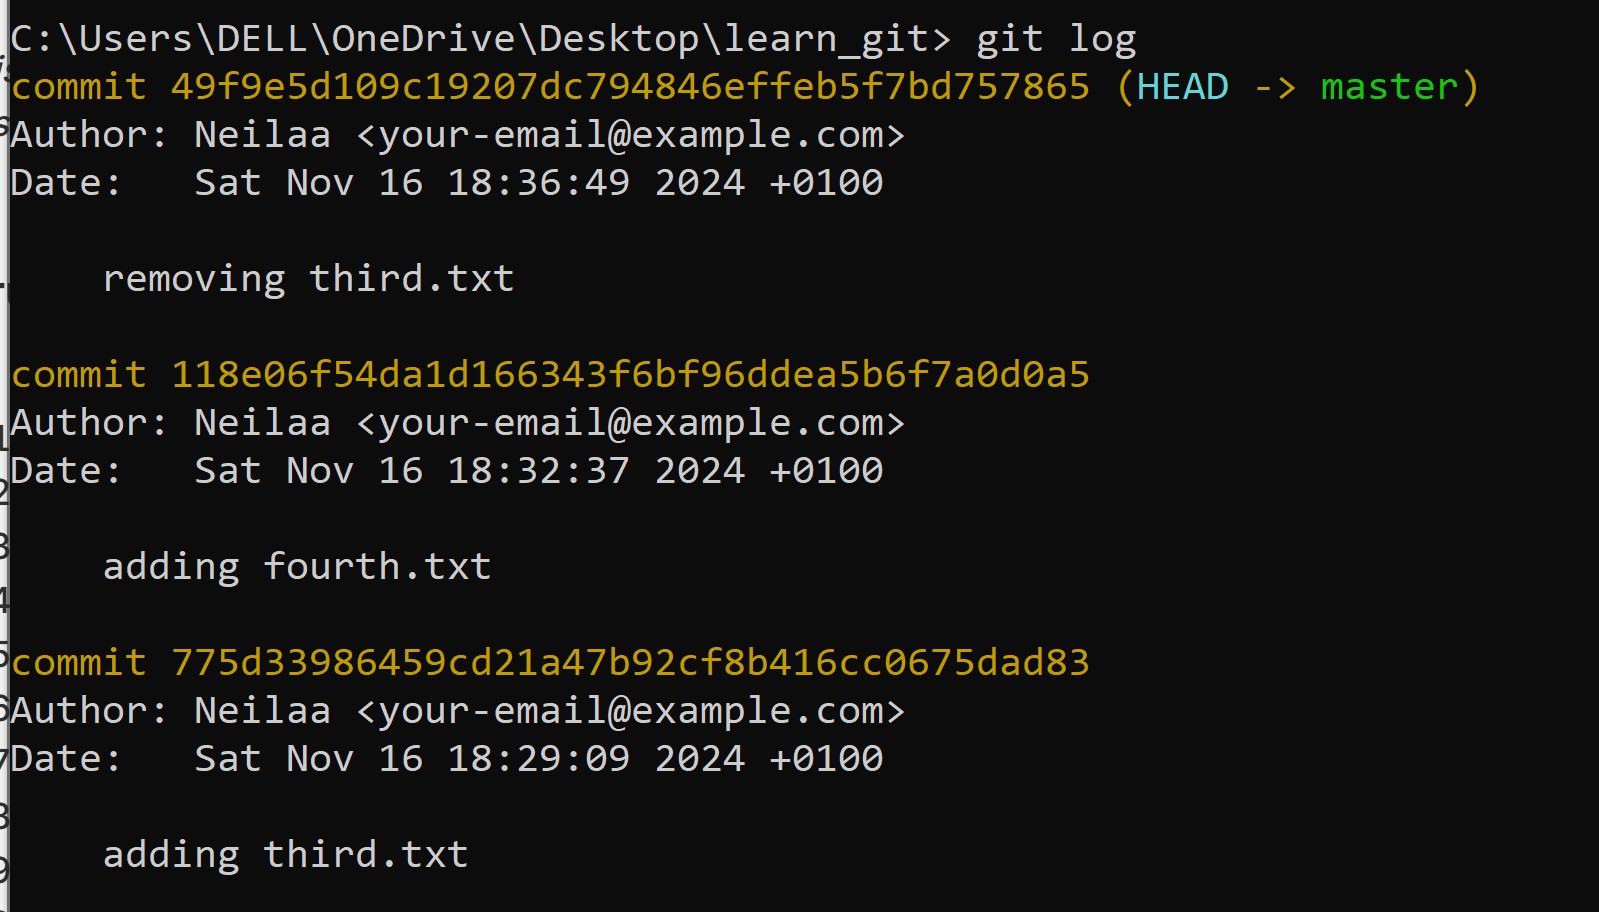 C:\Users\DELL\OneDrive\Desktop\learn_git> git log
commit 49f9e5d109c19207dc794846effeb5f7bd757865 (HEAD -> master)
Author: Neilaa <your-email@example.com>
Date:   Sat Nov 16 18:36:49 2024 +0100

    removing third.txt

commit 118e06f54da1d166343f6bf96ddea5b6f7a0d0a5
Author: Neilaa <your-email@example.com>
Date:   Sat Nov 16 18:32:37 2024 +0100

    adding fourth.txt

commit 775d33986459cd21a47b92cf8b416cc0675dad83
Author: Neilaa <your-email@example.com>
Date:   Sat Nov 16 18:29:09 2024 +0100

    adding third.txt